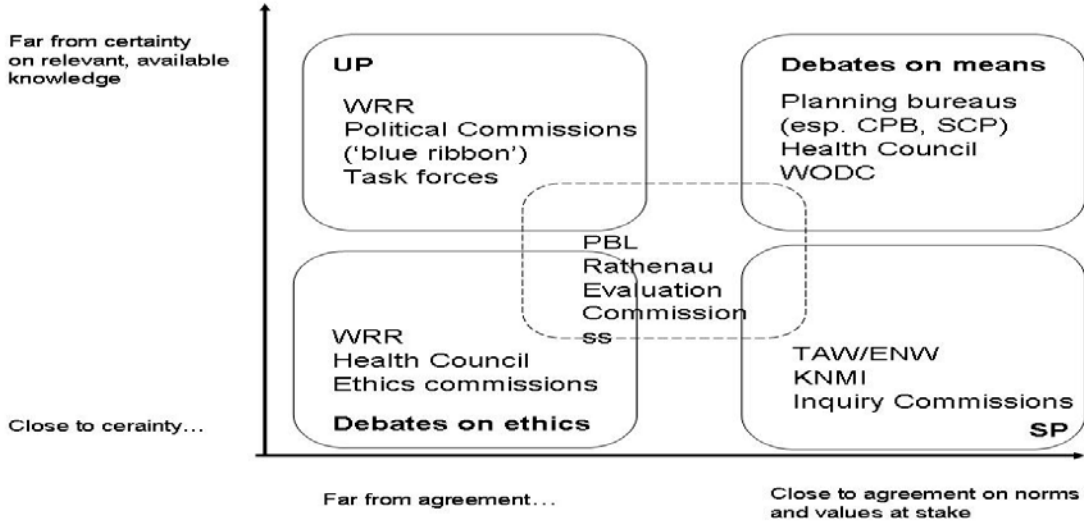 Far from certainty
on relevant, available
knowledge
UP
WRR
Political Commissions
(‘blue ribbon’)
Task forces
Debates on means
Planning bureaus
(esp. CPB, SCP)
Health Council
WODC
PBL
Rathenau
Evaluation
Commission
ss
WRR
Health Council
Ethics commissions
Debates on ethics
TAW/ENW
KNMI
Inquiry Commissions
SP
Close to cerainty…
Far from agreement…
Close to agreement on norms
and values at stake